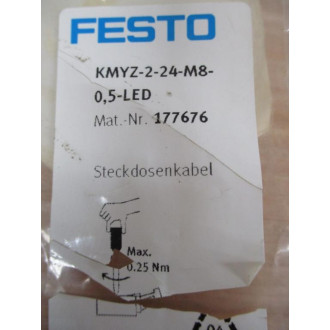 FESTO
KMYZ-2-24-M8-
0,5-LED
Mat.-Nr. 177676
Steckdosenkabel
Max.
0.25 Nm